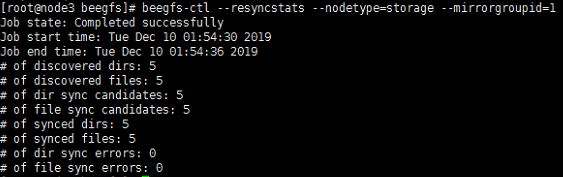 [root@node3 beegfs]# beegfs-ctl --resyncstats --nodetype=storage --mirrorgroupid=1
Job state: Completed successfully
Job start time: Tue Dec 10 01:54:30 2019
Job end time: Tue Dec 10 01:54:36 2019
# of discovered dirs: 5
# of discovered files: 5
# of dir sync candidates: 5
# of file sync candidates: 5
# of synced dirs: 5
# of synced files: 5
# of dir sync errors: 0
# of file sync errors: 0